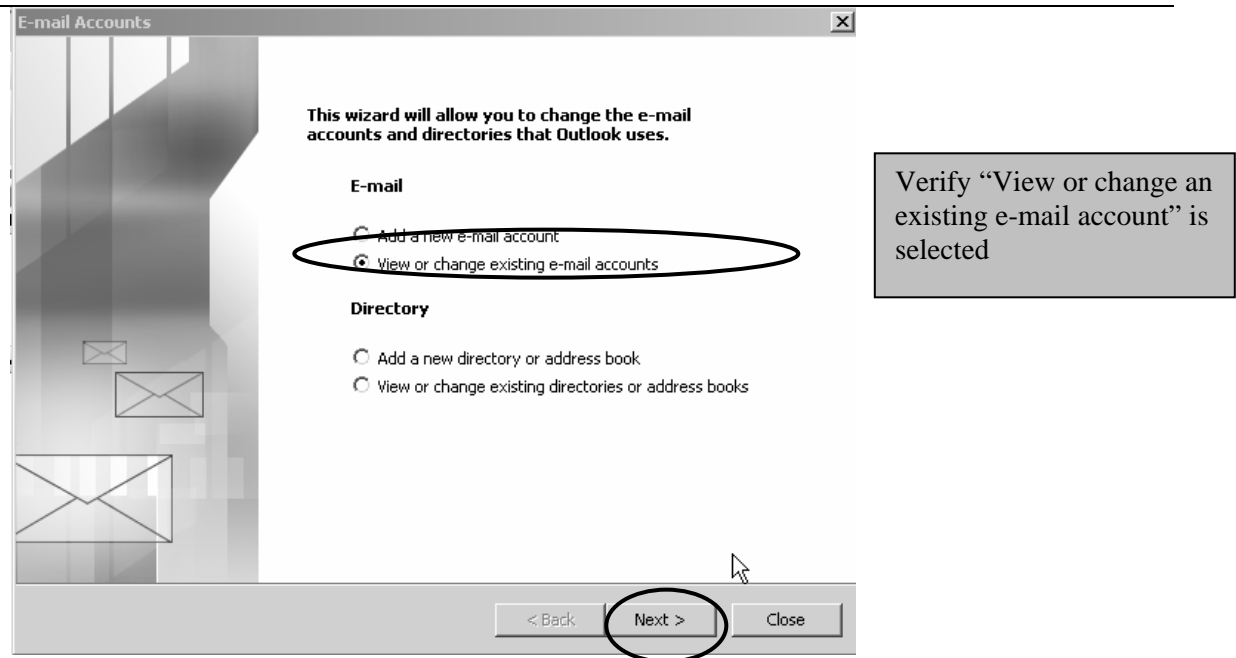 E-mail Accounts
This wizard will allow you to change the e-mail
accounts and directories that Outlook uses.
E-mail
Add a new e-mail account
View or change existing e-mail accounts
Directory
Add a new directory or address book
View or change existing directories or address books
< Back
Next >
Close
Verify “View or change an
existing e-mail account” is
selected